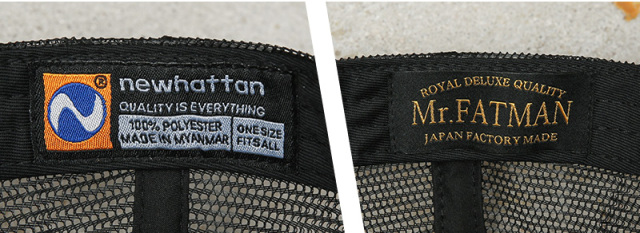 newhattan®
QUALITY IS EVERYTHING
100% POLYESTER
MADE IN MYANMAR
ONE SIZE
FITS ALL
ROYAL DELUXE QUALITY
Mr.FATMAN
JAPAN FACTORY MADE